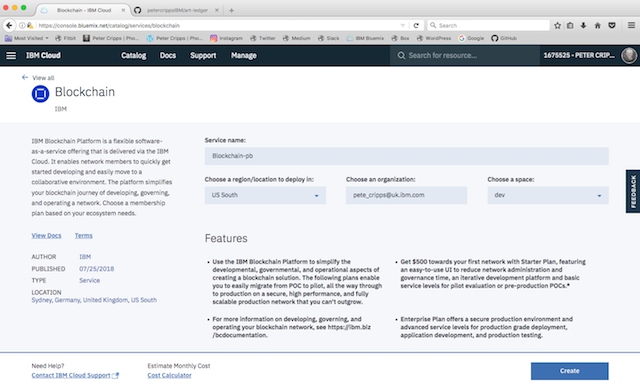 Blockchain - IBM Cloud
petercripps/IBM/art-ledger
https://console.bluemix.net/catalog/services/blockchain
Search
Most Visited
Fitbit
WordPress
Peter Cripps | Pho...
Instagram
Twitter
Medium
Slack
IBM Bluemix
Box
WordPress
Google
GitHub
IBM Cloud
Catalog
Docs
Support
Manage
Search for resource...
1675525 - PETER CRIP...
View all
Blockchain
IBM
IBM Blockchain Platform is a flexible software-
as-a-service offering that is delivered via the IBM
Cloud. It enables network members to quickly get
started developing and easily move to a
collaborative environment. The platform simplifies
your blockchain journey of developing, governing,
and operating a network. Choose a membership
plan based on your ecosystem needs.
View Docs
Terms
AUTHOR IBM
PUBLISHED 07/25/2018
TYPE Service
LOCATION
Sydney, Germany, United Kingdom, US South
Service name:
Blockchain-pb
Choose a region/location to deploy in:
US South
Choose an organization:
pete_cripps@uk.ibm.com
Choose a space:
dev
FEEDBACK
Features
• Use the IBM Blockchain Platform to simplify the
developmental, governmental, and operational aspects of
creating a blockchain solution. The following plans enable
you to easily migrate from POC to pilot, all the way
through to production on a secure, high performance, and fully
scalable production network that you can't outgrow.
• For more information on developing, governing, and
operating your blockchain network, see https://ibm.biz
/bcdocumentation.
• Get $500 towards your first network with Starter Plan, featuring
an easy-to-use UI to reduce network administration and
governance time, an iterative development platform and basic
service levels for pilot evaluation or pre-production POCs.*
• Enterprise Plan offers a secure production environment and
advanced service levels for production grade deployment,
application development, and production testing.
Need Help?
Contact IBM Cloud Support
Estimate Monthly Cost
Cost Calculator
Create